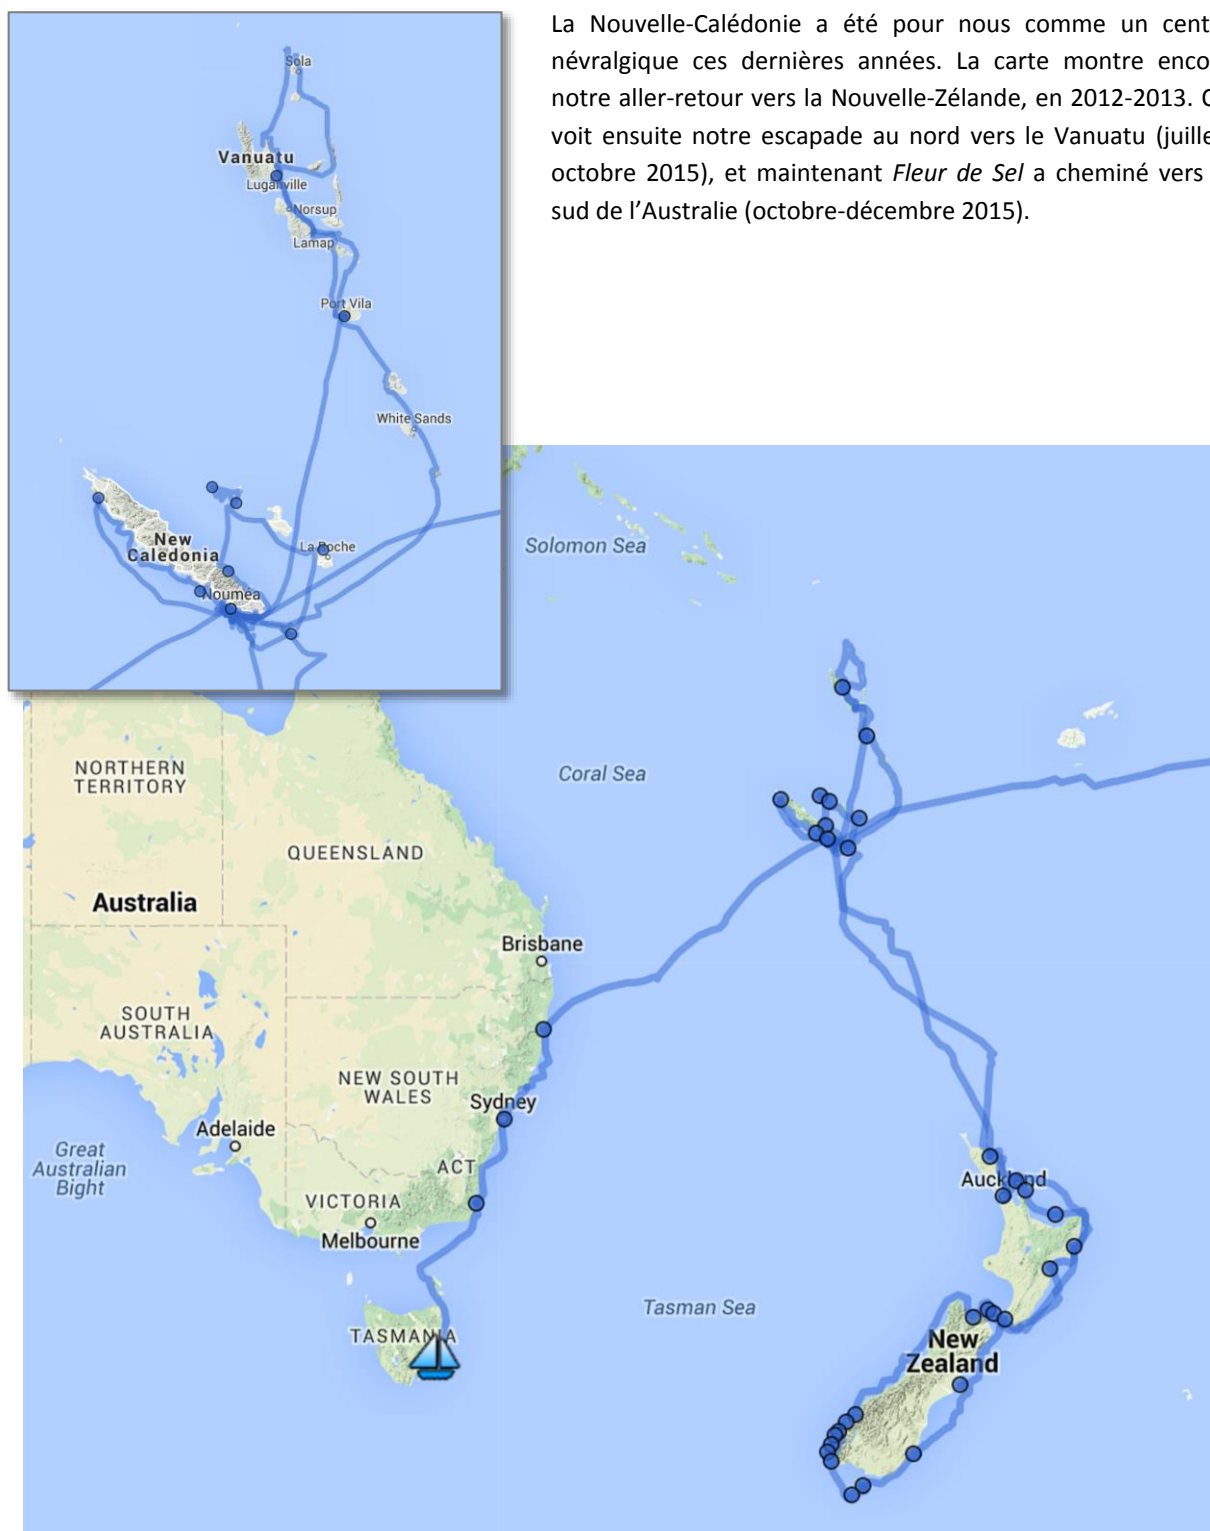 La Nouvelle-Calédonie a été pour nous comme un cent
névralgique ces dernières années. La carte montre enco
notre aller-retour vers la Nouvelle-Zélande, en 2012-2013.
voit ensuite notre escapade au nord vers le Vanuatu (juille
octobre 2015), et maintenant Fleur de Sel a cheminé vers
sud de l'Australie (octobre-décembre 2015).
Sola
Vanuatu
Luganville
Norsup
Lamap
Port Vila
White Sands
New
Caledonia
La Roche
Noumea
Solomon Sea
Coral Sea
NORTHERN
TERRITORY
QUEENSLAND
Australia
Brisbane
SOUTH
AUSTRALIA
NEW SOUTH
WALES
Sydney
Adelaide
Great
Australian
Bight
ACT
VICTORIA
Melbourne
Auckland
Tasman Sea
TASMANIA
New
Zealand